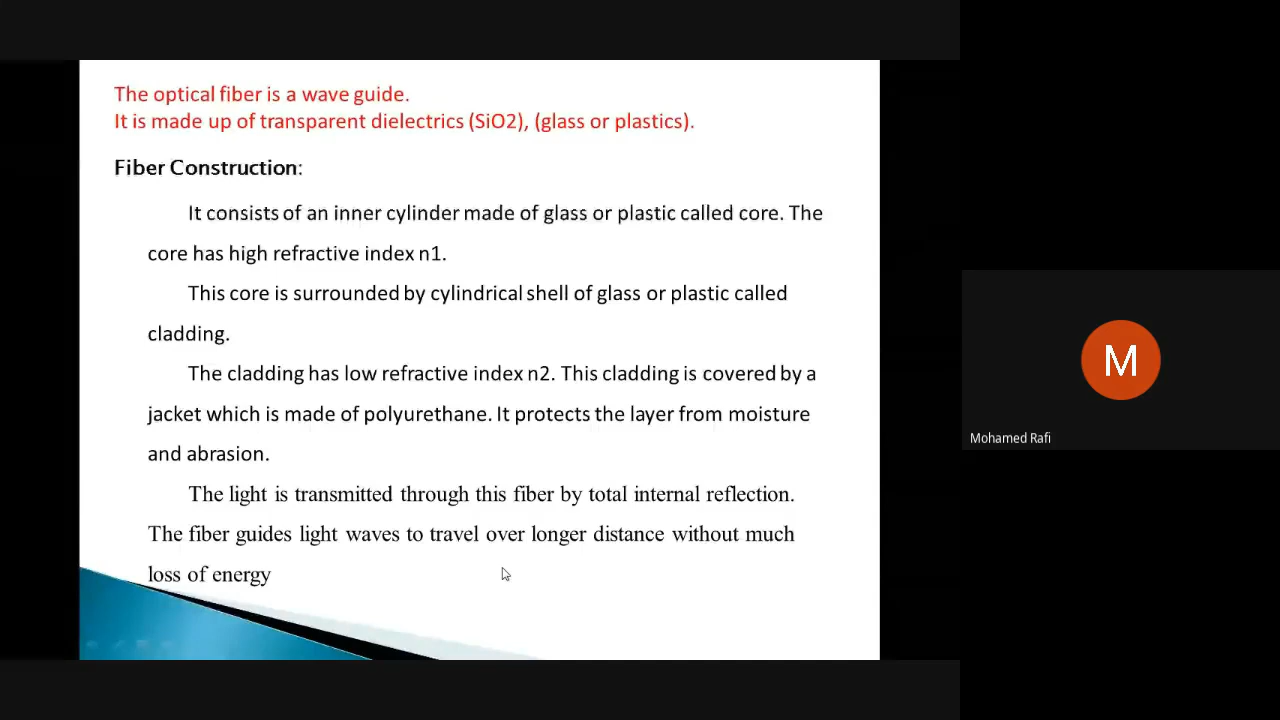 The optical fiber is a wave guide.
It is made up of transparent dielectrics (SiO2), (glass or plastics).
Fiber Construction:
It consists of an inner cylinder made of glass or plastic called core. The
core has high refractive index n1.
This core is surrounded by cylindrical shell of glass or plastic called
cladding.
The cladding has low refractive index n2. This cladding is covered by a
jacket which is made of polyurethane. It protects the layer from moisture
and abrasion.
The light is transmitted through this fiber by total internal reflection.
The fiber guides light waves to travel over longer distance without much
loss of energy
M
Mohamed Rafi